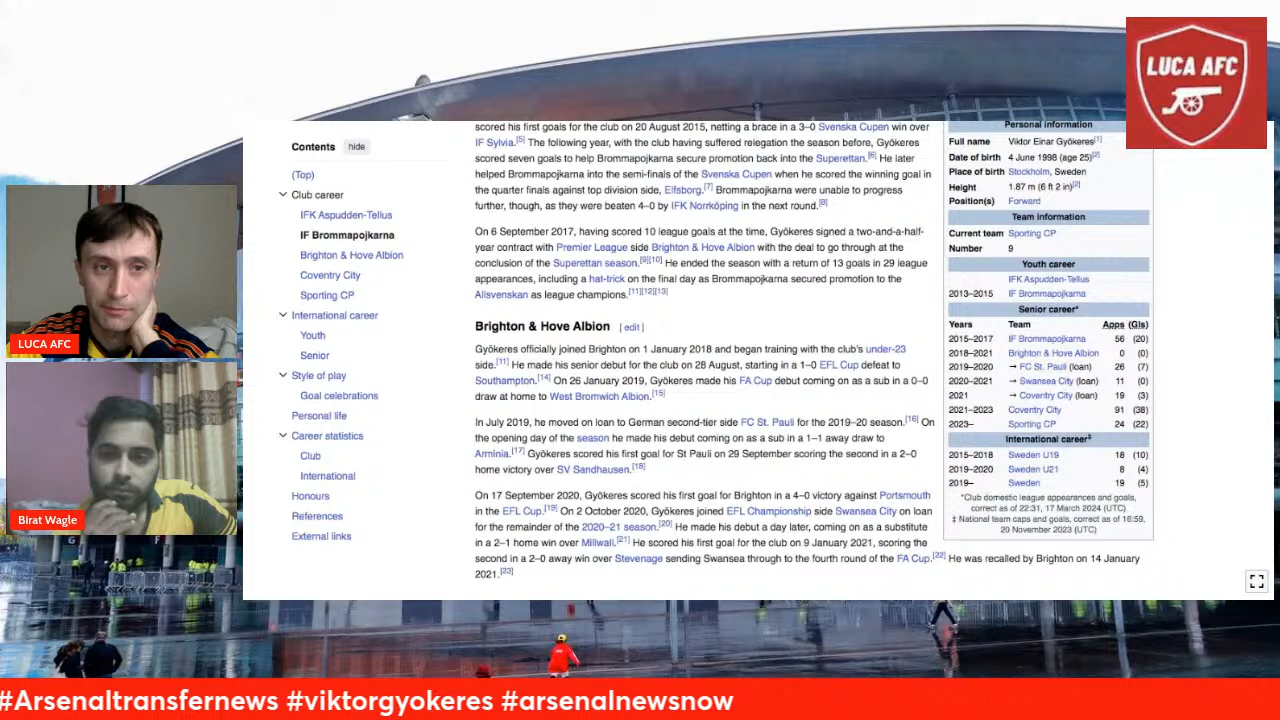 LUCA AFC
Contents hide
(Top)
Club career
IFK Aspudden-Tellus
IF Brommapojkarna
Brighton & Hove Albion
Coventry City
Sporting CP
International career
Youth
Senior
Style of play
Goal celebrations
Personal life
Career statistics
Club
International
Honours
References
External links
scored his first goals for the club on 20 August 2015, netting a brace in a 3–0 Svenska Cupen win over
IF Sylvia.[5] The following year, with the club having suffered relegation the season before, Gyökeres
scored seven goals to help Brommapojkarna secure promotion back into the Superettan.[6] He later
helped Brommapojkarna into the semi-finals of the Svenska Cupen when he scored the winning goal in
the quarter finals against top division side, Elfsborg.[7] Brommapojkarna were unable to progress
further, though, as they were beaten 4–0 by IFK Norrköping in the next round.[8]
On 6 September 2017, having scored 10 league goals at the time, Gyökeres signed a two-and-a-half-
year contract with Premier League side Brighton & Hove Albion with the deal to go through at the
conclusion of the Superettan season.[9][10] He ended the season with a return of 13 goals in 29 league
appearances, including a hat-trick on the final day as Brommapojkarna secured promotion to the
Allsvenskan as league champions.[11][12][13]
Brighton & Hove Albion [ edit ]
Gyökeres officially joined Brighton on 1 January 2018 and began training with the club's under-23
side.[11] He made his senior debut for the club on 28 August, starting in a 1–0 EFL Cup defeat to
Southampton.[14] On 26 January 2019, Gyökeres made his FA Cup debut coming on as a sub in a 0–0
draw at home to West Bromwich Albion.[15]
In July 2019, he moved on loan to German second-tier side FC St. Pauli for the 2019–20 season.[16] On
the opening day of the season he made his debut coming on as a sub in a 1–1 away draw to
Arminia.[17] Gyökeres scored his first goal for St Pauli on 29 September scoring the second in a 2–0
home victory over SV Sandhausen.[18]
On 17 September 2020, Gyökeres scored his first goal for Brighton in a 4–0 victory against Portsmouth
in the EFL Cup.[19] On 2 October 2020, Gyökeres joined EFL Championship side Swansea City on loan
for the remainder of the 2020–21 season.[20] He made his debut a day later, coming on as a substitute
in a 2–1 home win over Millwall.[21] He scored his first goal for the club on 9 January 2021, scoring the
second in a 2–0 away win over Stevenage sending Swansea through to the fourth round of the FA Cup.[22] He was recalled by Brighton on 14 January
2021.[23]
Personal information
Full name Viktor Einar Gyökeres[1]
Date of birth 4 June 1998 (age 25)[2]
Place of birth Stockholm, Sweden
Height 1.87 m (6 ft 2 in)[2]
Position(s) Forward
Team information
Current team Sporting CP
Number 9
Youth career
IFK Aspudden-Tellus
2013–2015 IF Brommapojkarna
Senior career*
Years Team Apps (Gls)
2015–2017 IF Brommapojkarna 56 (20)
2018–2021 Brighton & Hove Albion 0 (0)
2019–2020 → FC St. Pauli (loan) 26 (7)
2020–2021 → Swansea City (loan) 11 (0)
2021 → Coventry City (loan) 19 (3)
2021–2023 Coventry City 91 (38)
2023– Sporting CP 24 (22)
International career‡
2015–2018 Sweden U19 18 (10)
2019–2020 Sweden U21 8 (4)
2019– Sweden 19 (5)
*Club domestic league appearances and goals,
correct as of 22:31, 17 March 2024 (UTC)
‡ National team caps and goals, correct as of 16:59,
20 November 2023 (UTC)
LUCA AFC
Birat Wagle
#Arsenaltransfernews #viktorgyokeres #arsenalnewsnow